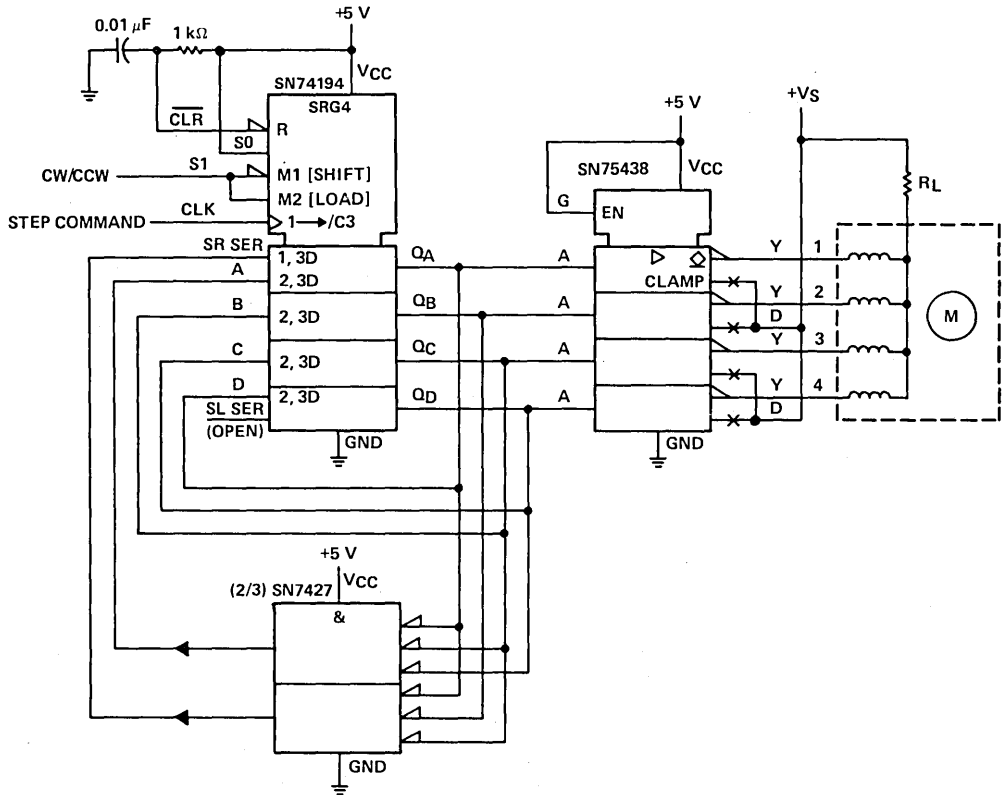 +5 V
0.01 μF
1 kΩ
VCC
SN74194
SRG4
CLR
R
S0
S1
CW/CCW
M1 [SHIFT]
M2 [LOAD]
STEP COMMAND
CLK
1→/C3
SR SER
1, 3D
A
2, 3D
B
2, 3D
C
2, 3D
D
2, 3D
SL SER
(OPEN)
GND
QA
QB
QC
QD
+5 V
SN75438
VCC
G
EN
A
A
A
A
CLAMP
GND
+VS
RL
Y 1
Y 2
D
Y 3
Y 4
D
M
+5 V
(2/3) SN7427
VCC
&
GND